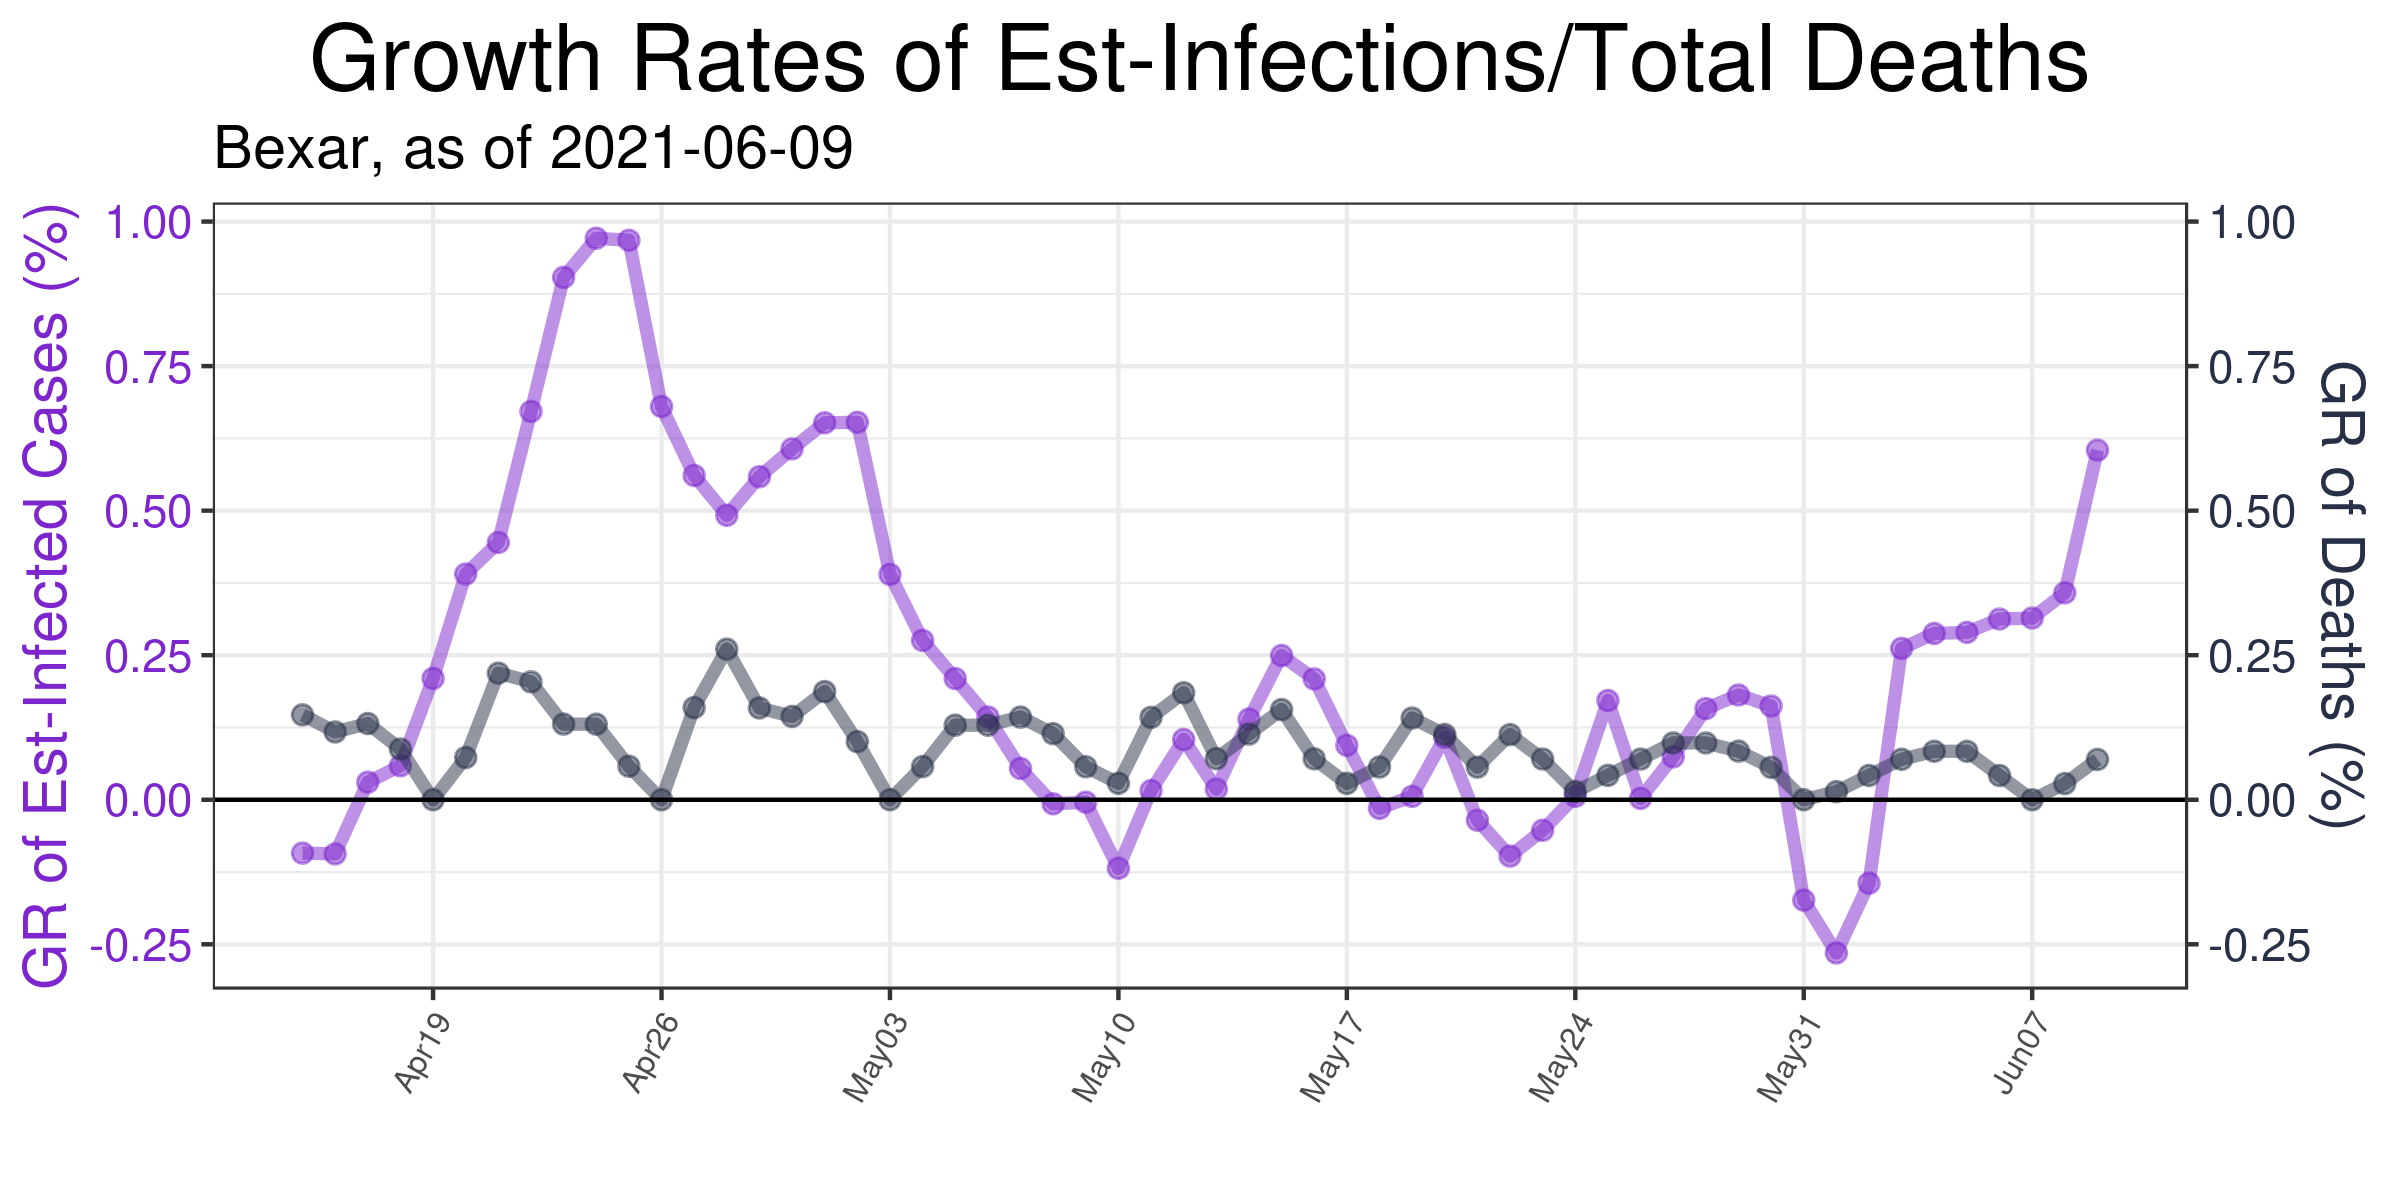 Growth Rates of Est-Infections/Total Deaths
Bexar, as of 2021-06-09
GR of Est-Infected Cases (%)
1.00
0.75
0.50
0.25
0.00
-0.25
1.00
0.75
0.50
0.25
0.00
-0.25
GR of Deaths (%)
Apr19
Apr26
May03
May10
May17
May24
May31
Jun07